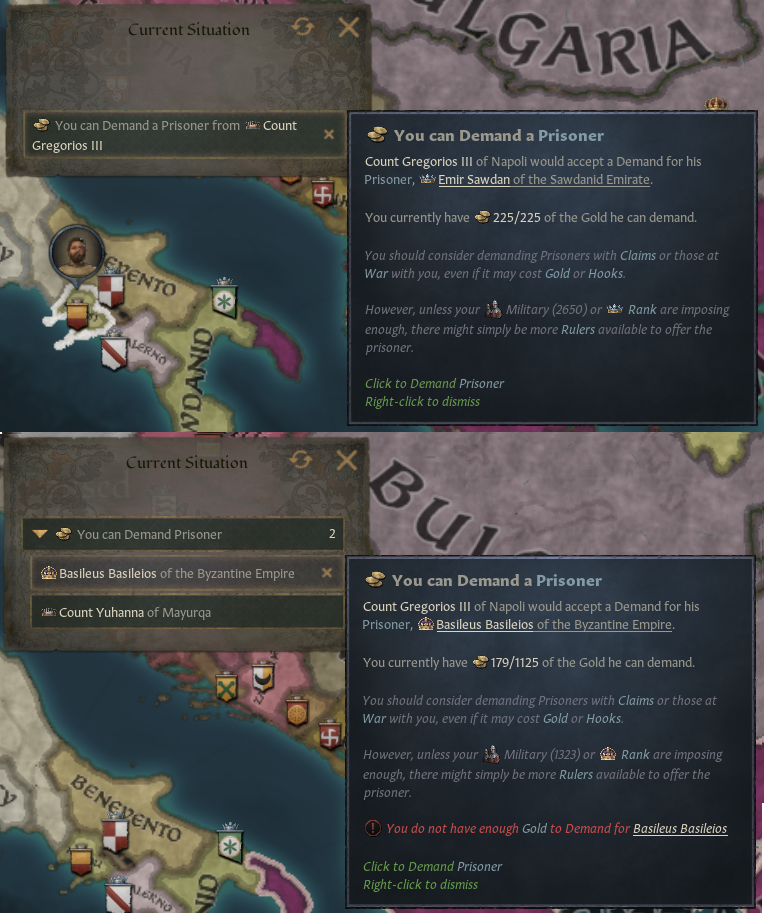 Current Situation
You can Demand a Prisoner from Count
Gregorios III
BULGARIA
You can Demand a Prisoner
Count Gregorios III of Napoli would accept a Demand for his
Prisoner, Emir Sawdan of the Sawdanid Emirate.
You currently have 225/225 of the Gold he can demand.
You should consider demanding Prisoners with Claims or those at
War with you, even if it may cost Gold or Hooks.
However, unless your Military (2650) or Rank are imposing
enough, there might simply be more Rulers available to offer the
prisoner.
Click to Demand Prisoner
Right-click to dismiss
BENEVENTO
SALERNO
Current Situation
You can Demand Prisoner 2
Basileus Basileios of the Byzantine Empire
Count Yuhanna of Mayurqa
You can Demand a Prisoner
Count Gregorios III of Napoli would accept a Demand for his
Prisoner, Basileus Basileios of the Byzantine Empire.
You currently have 179/1125 of the Gold he can demand.
You should consider demanding Prisoners with Claims or those at
War with you, even if it may cost Gold or Hooks.
However, unless your Military (1323) or Rank are imposing
enough, there might simply be more Rulers available to offer the
prisoner.
You do not have enough Gold to Demand for Basileus Basileios
Click to Demand Prisoner
Right-click to dismiss
BENEVENTO